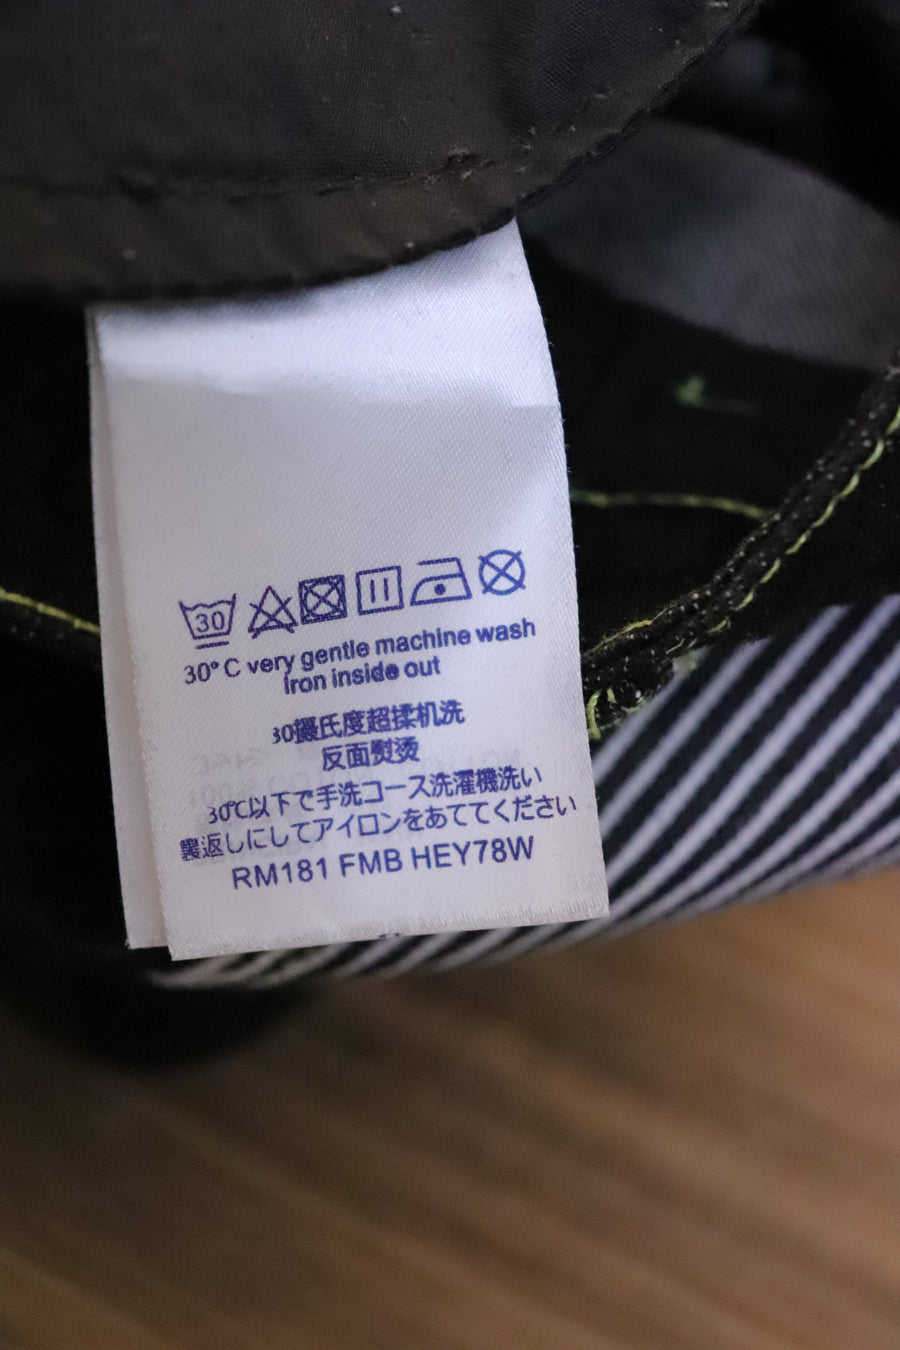 30
30°C very gentle machine wash
Iron inside out
30摄氏度超揉机洗
反面熨烫
30℃以下で手洗コース洗濯機洗い
裏返しにしてアイロンをあててください
RM181 FMB HEY78W